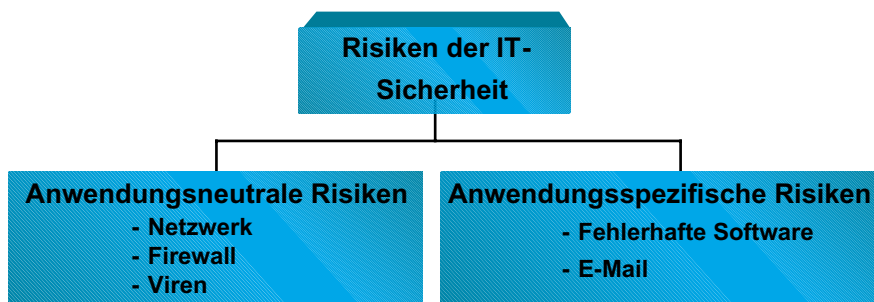 Risiken der IT-
Sicherheit
Anwendungsneutrale Risiken
- Netzwerk
- Firewall
- Viren
Anwendungsspezifische Risiken
- Fehlerhafte Software
- E-Mail